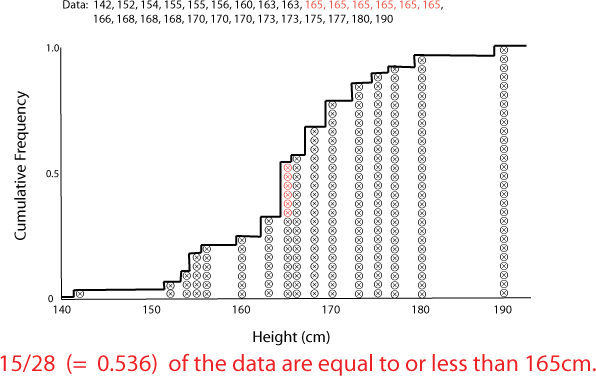 Data: 142, 152, 154, 155, 155, 156, 160, 163, 163, 165, 165, 165, 165, 165, 165,
166, 168, 168, 168, 170, 170, 170, 173, 173, 175, 177, 180, 190
1.0
Cumulative Frequency
0.5
0
140 150 160 170 180 190
Height (cm)
15/28 (= 0.536) of the data are equal to or less than 165cm.